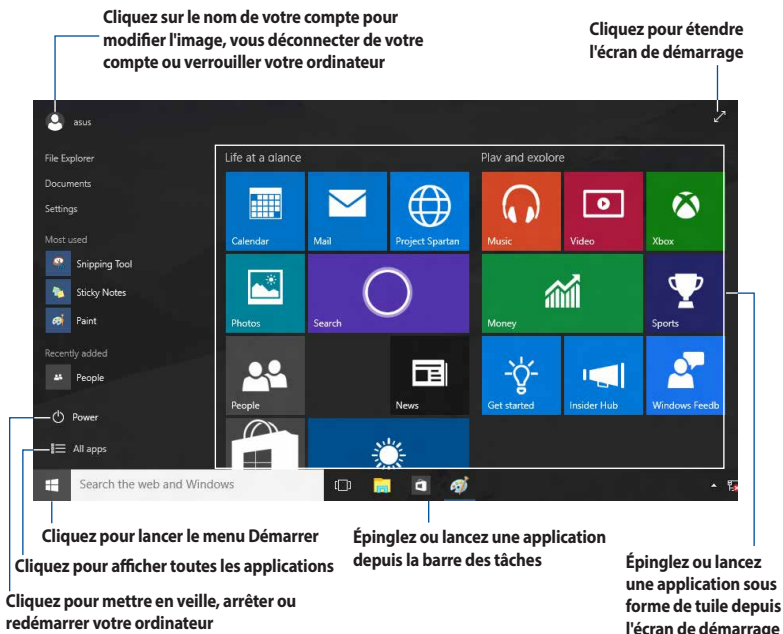 Cliquez sur le nom de votre compte pour
modifier l'image, vous déconnecter de votre
compte ou verrouiller votre ordinateur
Cliquez pour étendre
l'écran de démarrage
asus
File Explorer
Documents
Settings
Most used
Snipping Tool
Sticky Notes
Paint
Recently added
People
Power
All apps
Life at a glance
Calendar
Mail
Project Spartan
Photos
Search
People
News
Play and explore
Music
Video
Xbox
Money
Sports
Get started
Insider Hub
Windows Feedb
Search the web and Windows
Cliquez pour lancer le menu Démarrer
Cliquez pour afficher toutes les applications
Cliquez pour mettre en veille, arrêter ou
redémarrer votre ordinateur
Épinglez ou lancez une application
depuis la barre des tâches
Épinglez ou lancez
une application sous
forme de tuile depuis
l'écran de démarrage